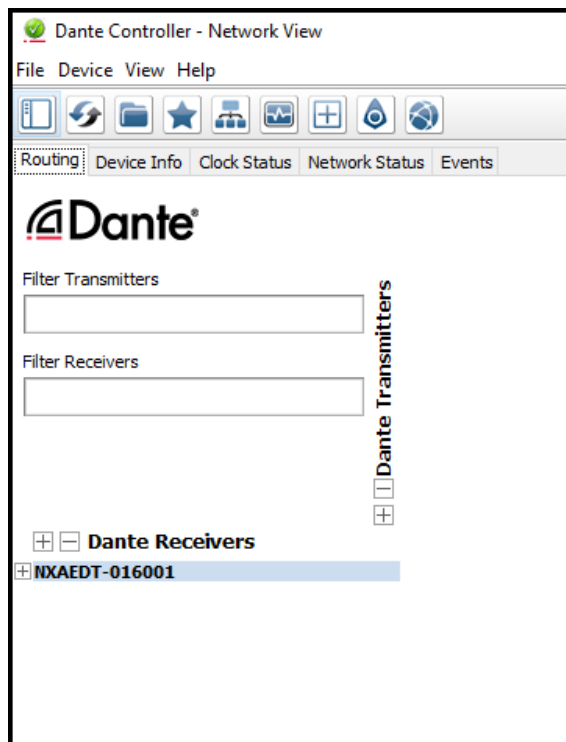 Dante Controller - Network View
File Device View Help
Routing Device Info Clock Status Network Status Events
Dante®
Filter Transmitters
Filter Receivers
Dante Transmitters
Dante Receivers
NXAEDT-016001